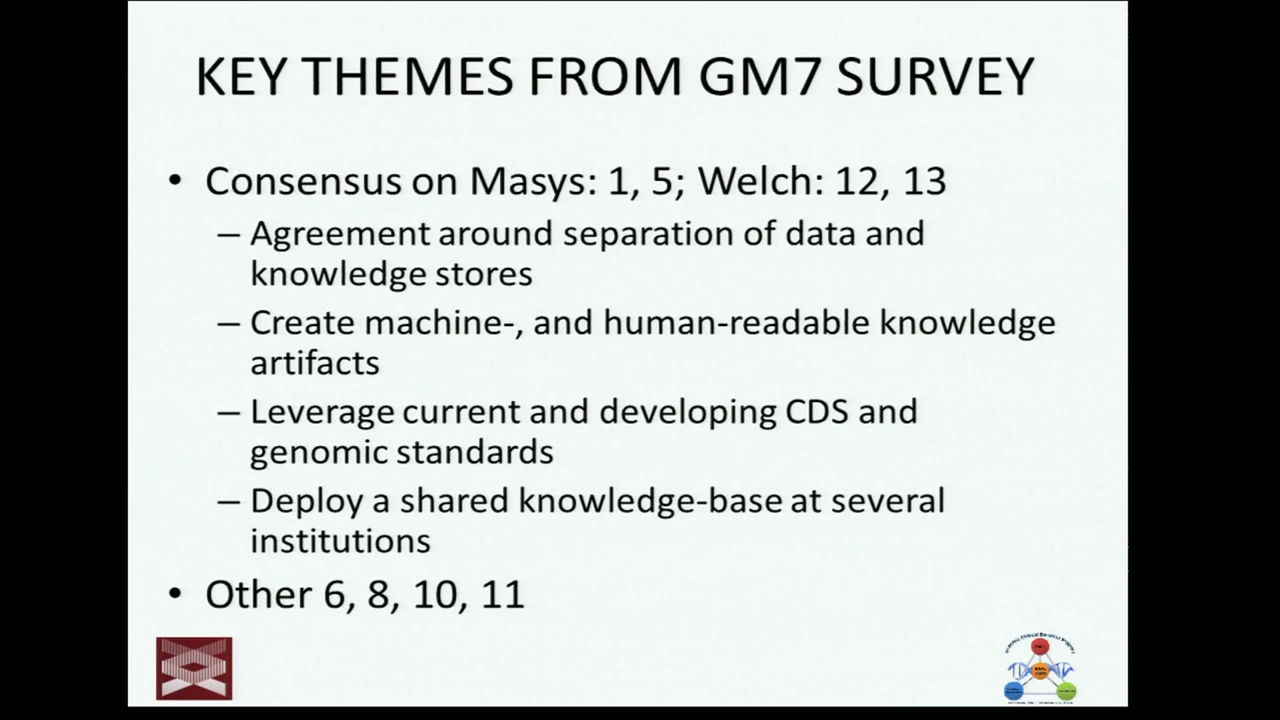 KEY THEMES FROM GM7 SURVEY
• Consensus on Masys: 1, 5; Welch: 12, 13
– Agreement around separation of data and
knowledge stores
– Create machine-, and human-readable knowledge
artifacts
– Leverage current and developing CDS and
genomic standards
– Deploy a shared knowledge-base at several
institutions
• Other 6, 8, 10, 11